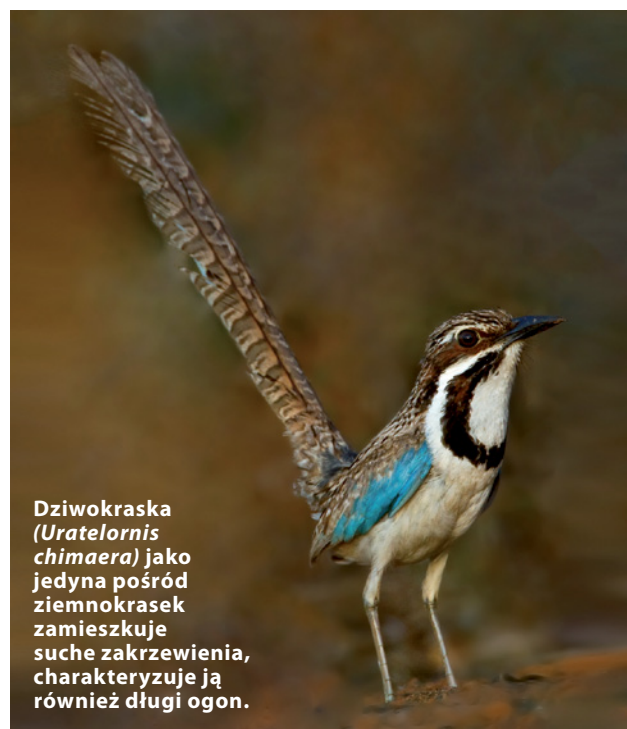 Dziwokraska
(Uratelornis
chimaera) jako
jedyna pośród
ziemnokrasek
zamieszkuje
suche zakrzewienia,
charakteryzuje ją
również długi ogon.